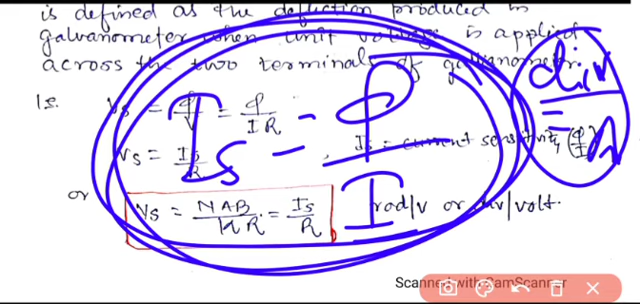 is defined as the deflection produced in
galvanometer when unit voltage is applied
across the two terminals of galvanometer.
Ie. Vs = φ/V = φ/IR
Vs = Is/R , Is = current sensitivity (φ/I)
or Vs = NAB/kR = Is/R rad/v or div/volt.
Is = φ/I
div
=
Scanned with CamScanner